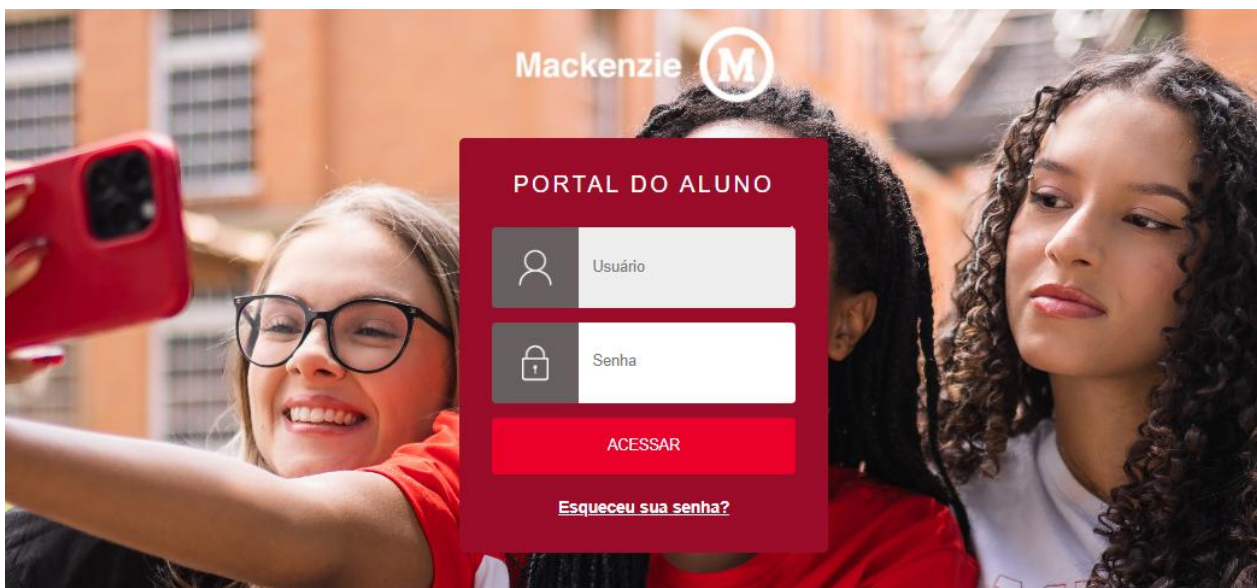 Mackenzie M
PORTAL DO ALUNO
Usuário
Senha
ACESSAR
Esqueceu sua senha?